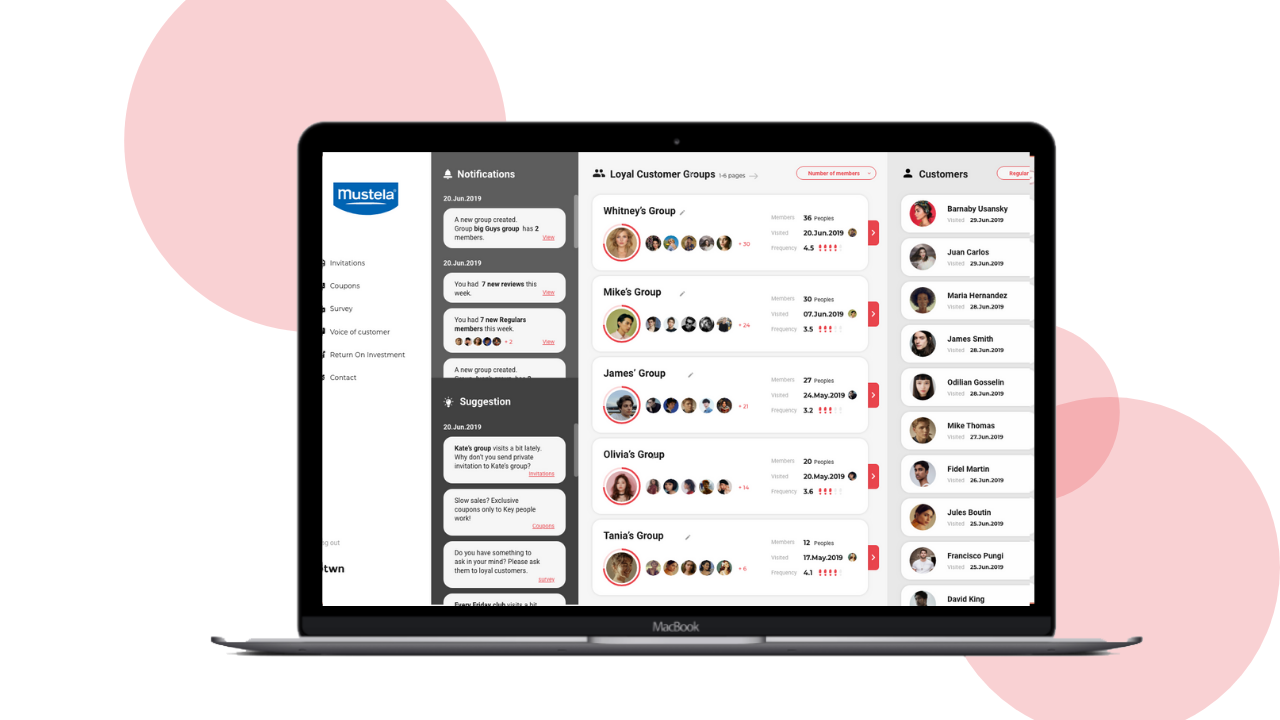 mustela
Invitations
Coupons
Survey
Voice of customer
Return On Investment
Contact
og out
twn
Notifications
20.Jun.2019
A new group created.
Group big Guys group has 2
members.
View
20.Jun.2019
You had 7 new reviews this
week.
View
You had 7 new Regulars
members this week.
+ 2
View
A new group created.
Suggestion
20.Jun.2019
Kate's group visits a bit lately.
Why don't you send private
invitation to Kate's group?
Invitations
Slow sales? Exclusive
coupons only to Key people
work!
Coupons
Do you have something to
ask in your mind? Please ask
them to loyal customers.
survey
Every Friday club visits a bit
Loyal Customer Groups 1-6 pages
Number of members
Whitney's Group
+ 30
Members 36 Peoples
Visited 20.Jun.2019
Frequency 4.5
Mike's Group
+ 24
Members 30 Peoples
Visited 07.Jun.2019
Frequency 3.5
James' Group
+ 21
Members 27 Peoples
Visited 24.May.2019
Frequency 3.2
Olivia's Group
+ 14
Members 20 Peoples
Visited 20.May.2019
Frequency 3.6
Tania's Group
+ 6
Members 12 Peoples
Visited 17.May.2019
Frequency 4.1
Customers
Regular
Barnaby Usansky
Visited 29.Jun.2019
Juan Carlos
Visited 29.Jun.2019
Maria Hernandez
Visited 28.Jun.2019
James Smith
Visited 28.Jun.2019
Odilian Gosselin
Visited 28.Jun.2019
Mike Thomas
Visited 27.Jun.2019
Fidel Martin
Visited 26.Jun.2019
Jules Boutin
Visited 25.Jun.2019
Francisco Pungi
Visited 25.Jun.2019
David King
MacBook